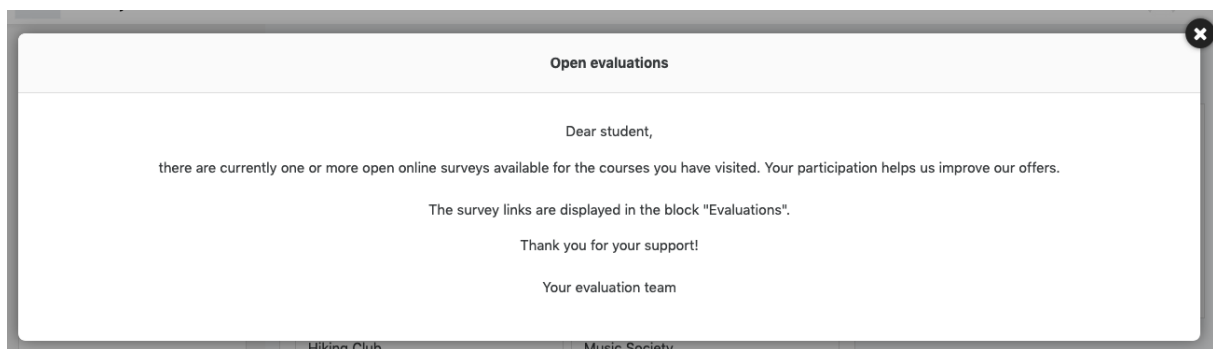 Open evaluations
Dear student,
there are currently one or more open online surveys available for the courses you have visited. Your participation helps us improve our offers.
The survey links are displayed in the block "Evaluations".
Thank you for your support!
Your evaluation team
Hiking Club
Music Society